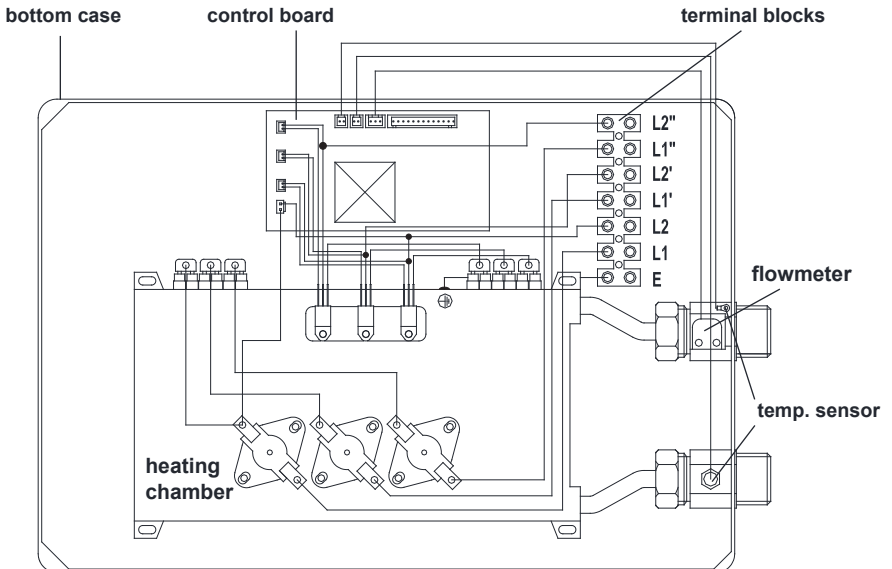 bottom case
control board
terminal blocks
L2"
L1"
L2'
L1'
L2
L1
E
flowmeter
temp. sensor
heating
chamber